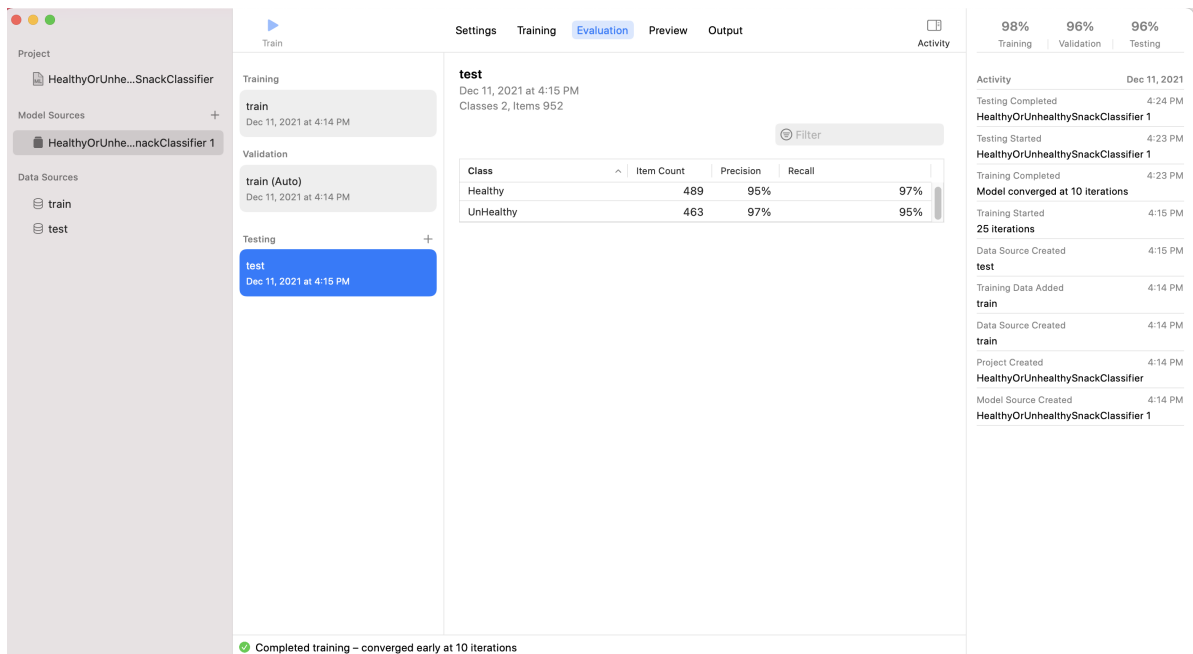 Project
HealthyOrUnhe...SnackClassifier
Model Sources
+
HealthyOrUnhe...nackClassifier 1
Data Sources
train
test
Train
Settings Training Evaluation Preview Output
Activity
Training
train
Dec 11, 2021 at 4:14 PM
Validation
train (Auto)
Dec 11, 2021 at 4:14 PM
Testing +
test
Dec 11, 2021 at 4:15 PM
test
Dec 11, 2021 at 4:15 PM
Classes 2, Items 952
Filter
Class Item Count Precision Recall
Healthy 489 95% 97%
UnHealthy 463 97% 95%
Completed training – converged early at 10 iterations
98% 96% 96%
Training Validation Testing
Activity Dec 11, 2021
Testing Completed 4:24 PM
HealthyOrUnhealthySnackClassifier 1
Testing Started 4:23 PM
HealthyOrUnhealthySnackClassifier 1
Training Completed 4:23 PM
Model converged at 10 iterations
Training Started 4:15 PM
25 iterations
Data Source Created 4:15 PM
test
Training Data Added 4:14 PM
train
Data Source Created 4:14 PM
train
Project Created 4:14 PM
HealthyOrUnhealthySnackClassifier
Model Source Created 4:14 PM
HealthyOrUnhealthySnackClassifier 1